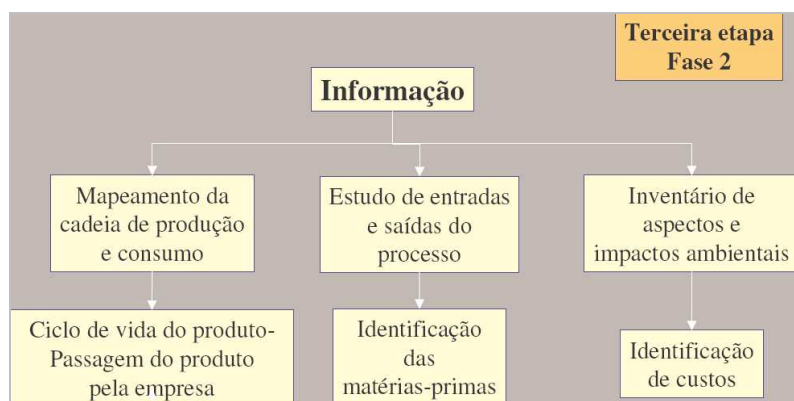 Terceira etapa
Fase 2
Informação
Mapeamento da
cadeia de produção
e consumo
Estudo de entradas
e saídas do
processo
Inventário de
aspectos e
impactos ambientais
Ciclo de vida do produto-
Passagem do produto
pela empresa
Identificação
das
matérias-primas
Identificação
de custos